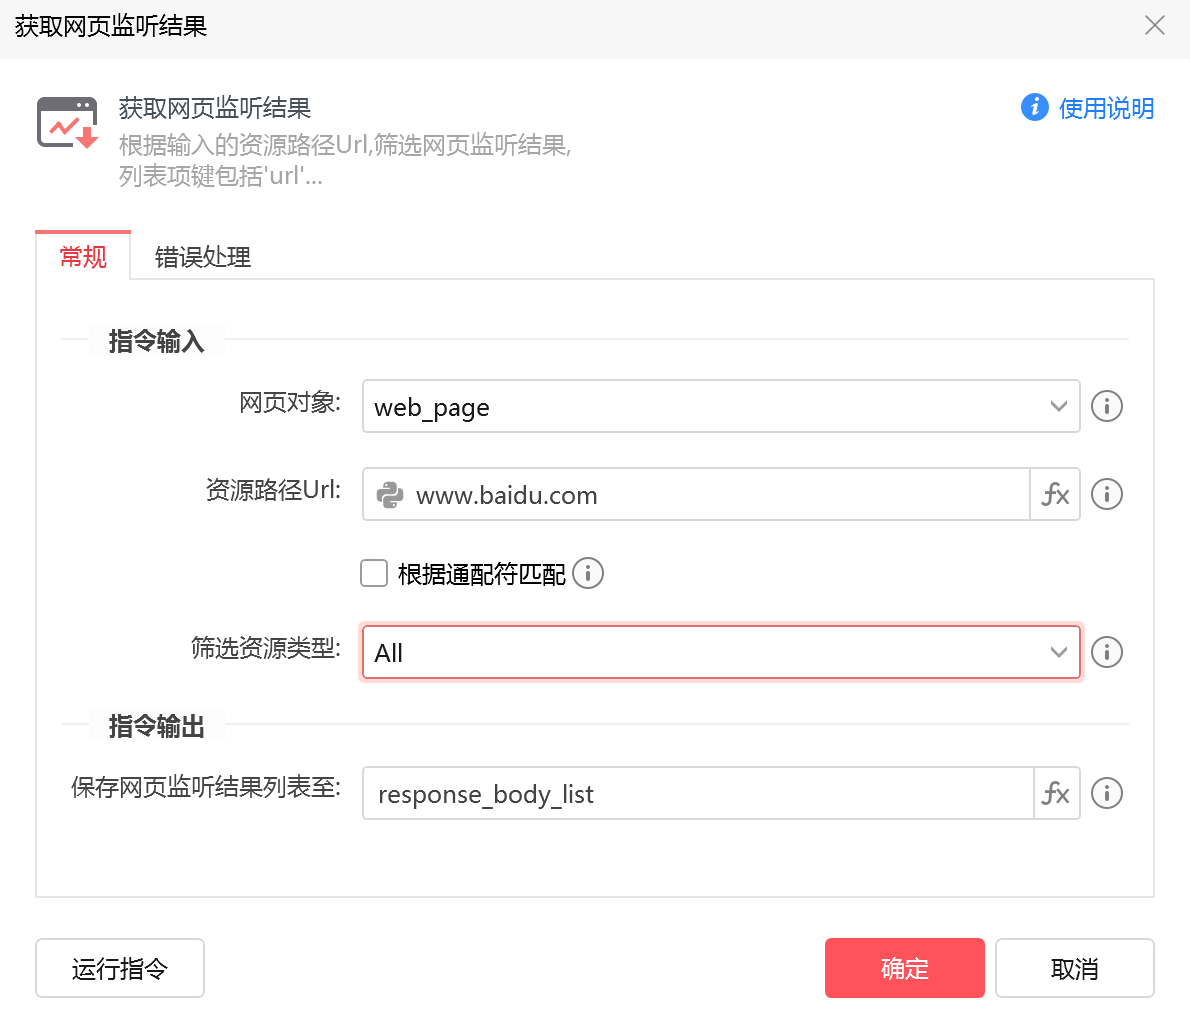 获取网页监听结果
获取网页监听结果
使用说明
根据输入的资源路径Url,筛选网页监听结果,
列表项键包括'url'...
常规
错误处理
指令输入
网页对象:
web_page
资源路径Url:
www.baidu.com
fx
根据通配符匹配
筛选资源类型:
All
指令输出
保存网页监听结果列表至:
response_body_list
fx
运行指令
确定
取消